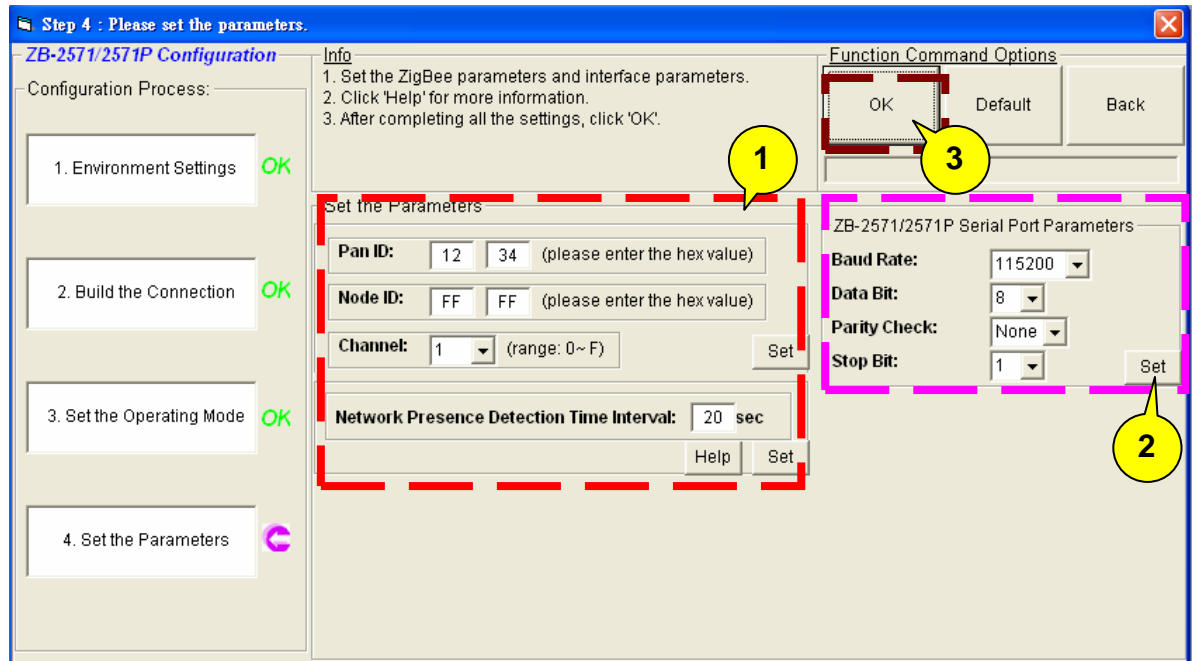 Step 4 : Please set the parameters.
ZB-2571/2571P Configuration
Configuration Process:
1. Environment Settings OK
2. Build the Connection OK
3. Set the Operating Mode OK
4. Set the Parameters
Info
1. Set the ZigBee parameters and interface parameters.
2. Click 'Help' for more information.
3. After completing all the settings, click 'OK'.
Function Command Options
OK Default Back
1
3
Set the Parameters
Pan ID: 12 34 (please enter the hex value)
Node ID: FF FF (please enter the hex value)
Channel: 1 (range: 0~ F) Set
Network Presence Detection Time Interval: 20 sec
Help Set
ZB-2571/2571P Serial Port Parameters
Baud Rate: 115200
Data Bit: 8
Parity Check: None
Stop Bit: 1
Set
2